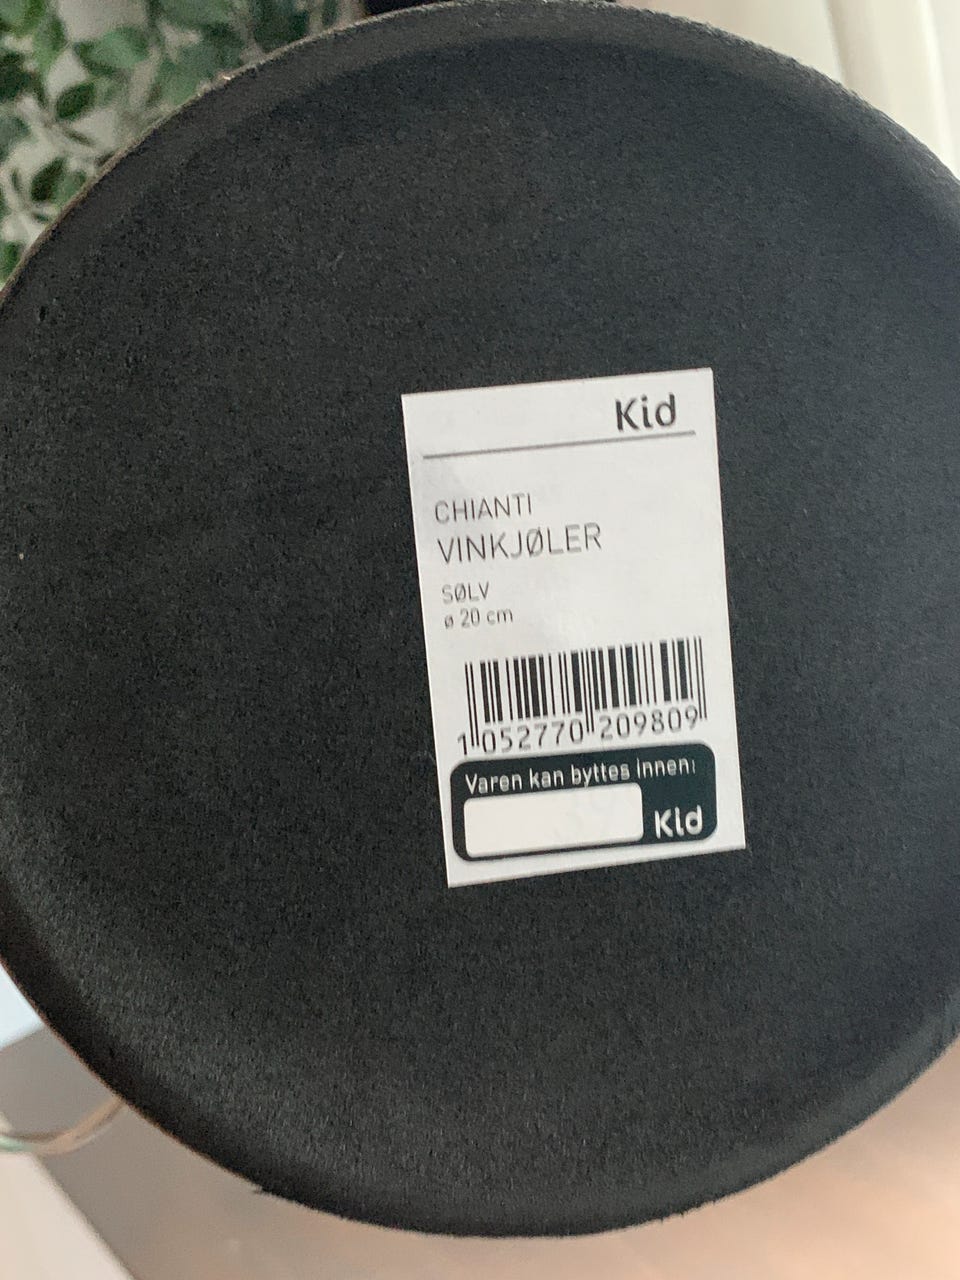 Kid
CHIANTI
VINKJØLER
SØLV
ø 20 cm
1 052770 209809
Varen kan byttes innen:
Kid